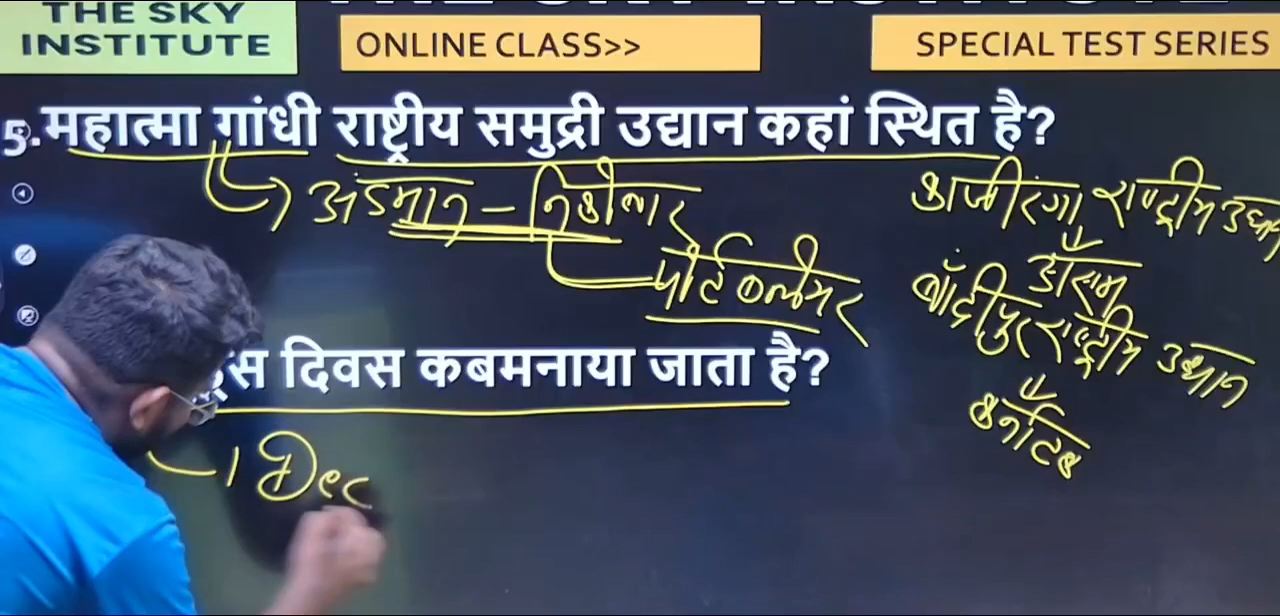 THE SKY
INSTITUTE
ONLINE CLASS>>
SPECIAL TEST SERIES
5.महात्मा गांधी राष्ट्रीय समुद्री उद्यान कहां स्थित है?
अंडमान - निकोबार
पोर्ट ब्लेयर
काजीरंगा राष्ट्रीय उद्यान
असम
बांदीपुर राष्ट्रीय उद्यान
कर्नाटक
दिवस कबमनाया जाता है?
1 Dec